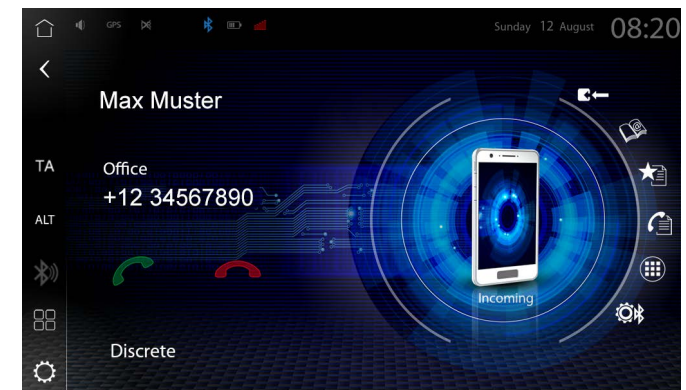 GPS
Sunday 12 August 08:20
Max Muster
TA
Office
+12 34567890
ALT
Incoming
Discrete